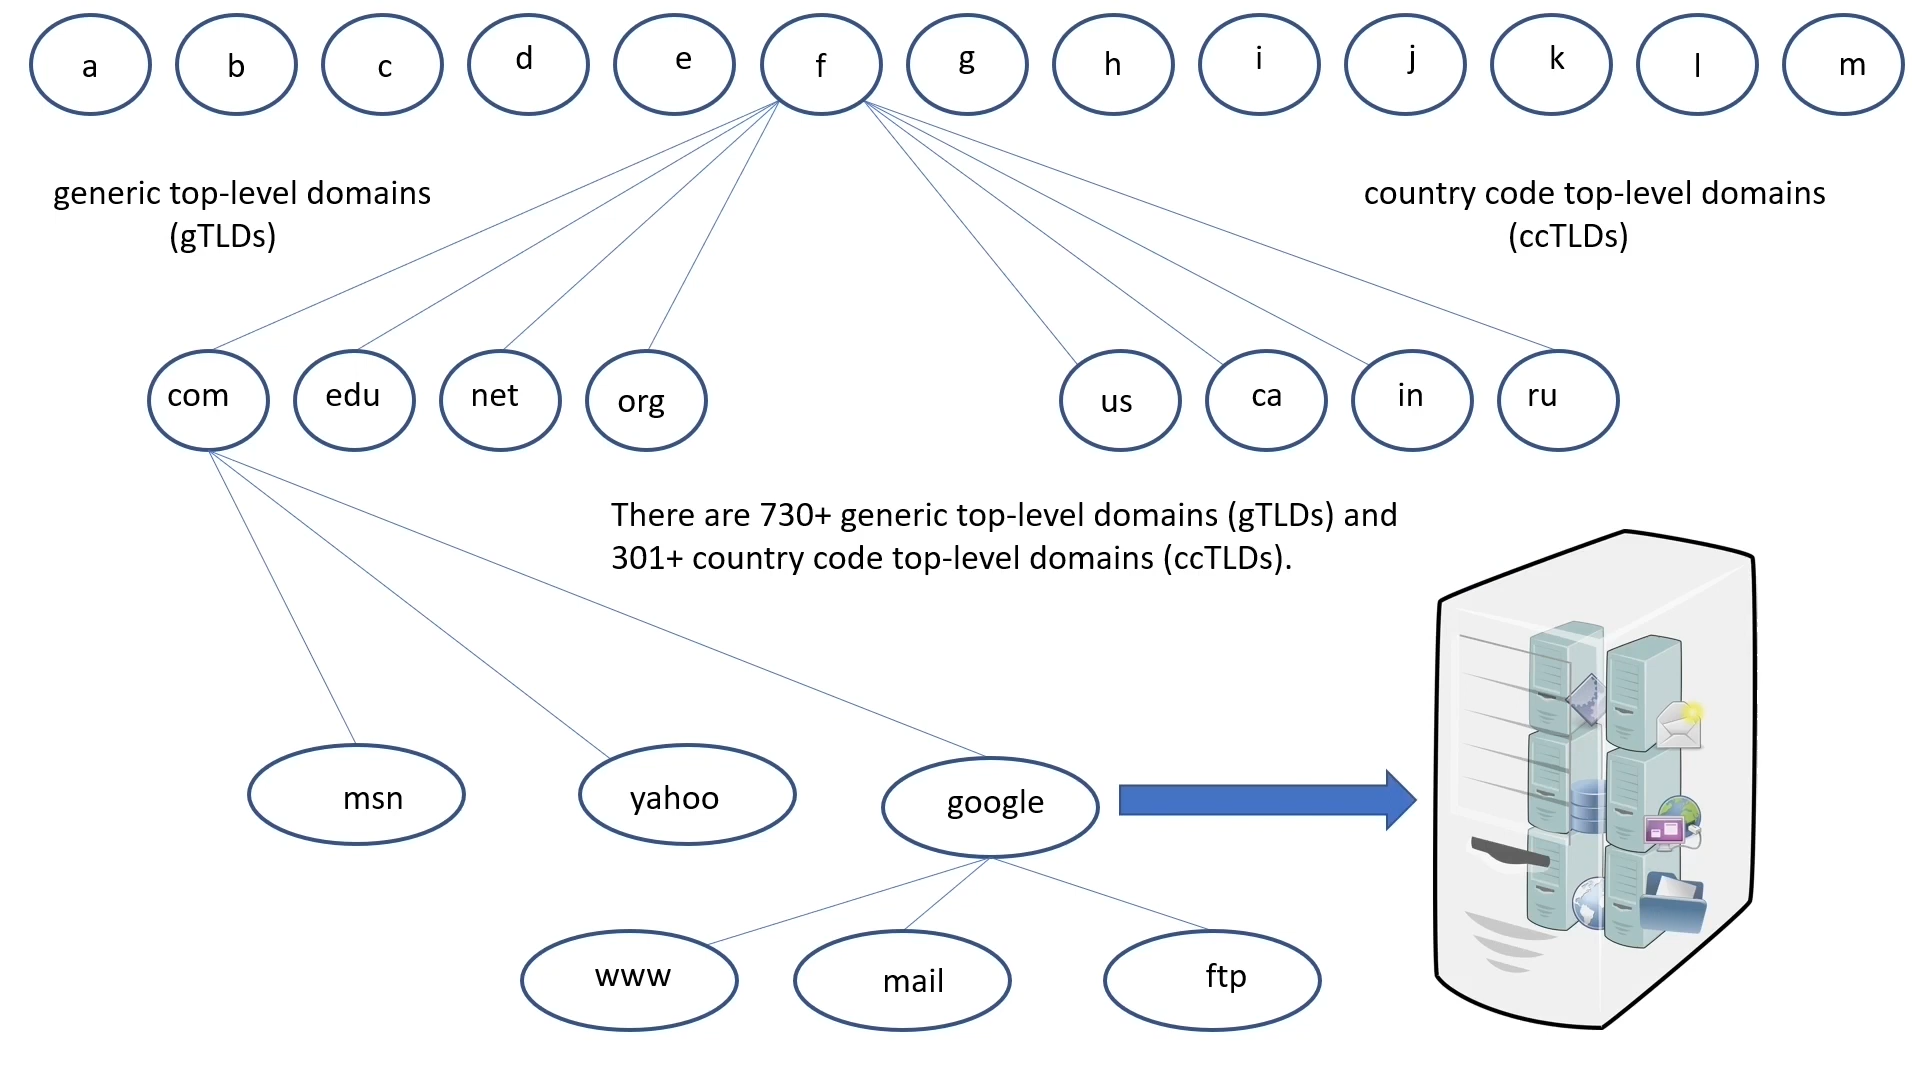 a b c d e f g h i j k l m
generic top-level domains
(gTLDs)
country code top-level domains
(ccTLDs)
com edu net org us ca in ru
There are 730+ generic top-level domains (gTLDs) and
301+ country code top-level domains (ccTLDs).
msn yahoo google
www mail ftp